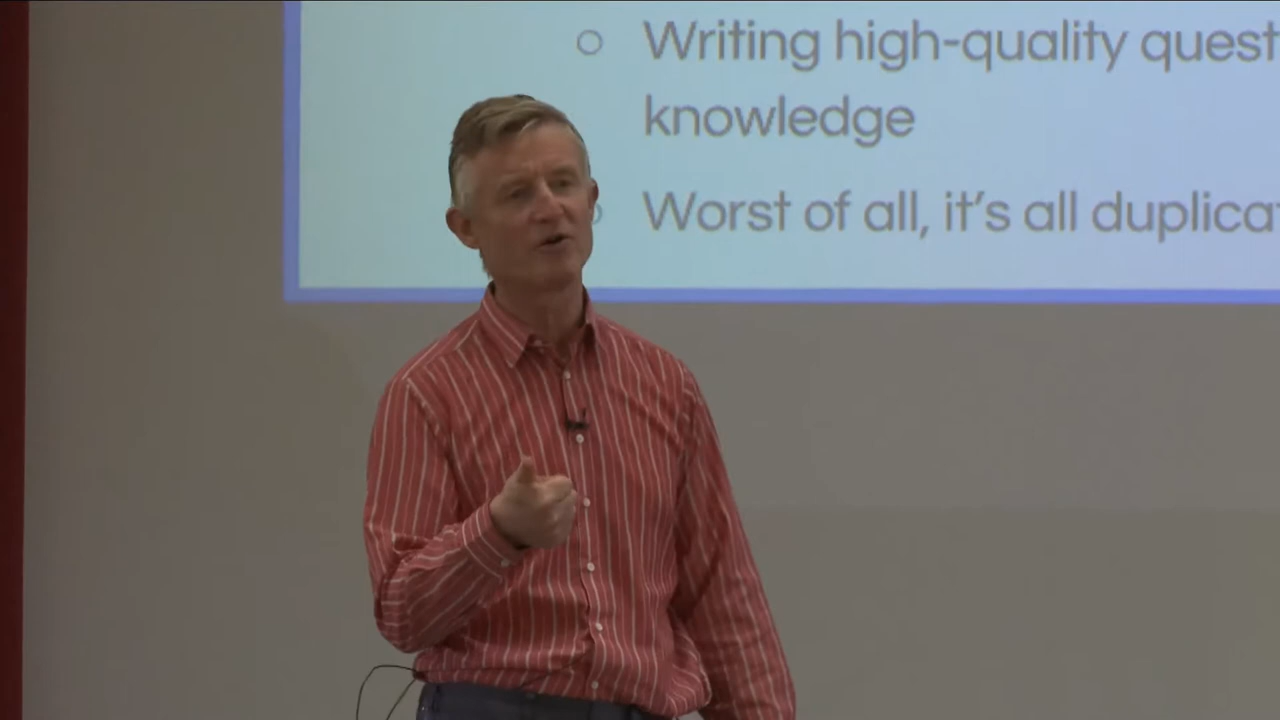 Writing high-quality quest
knowledge
Worst of all, it's all duplica